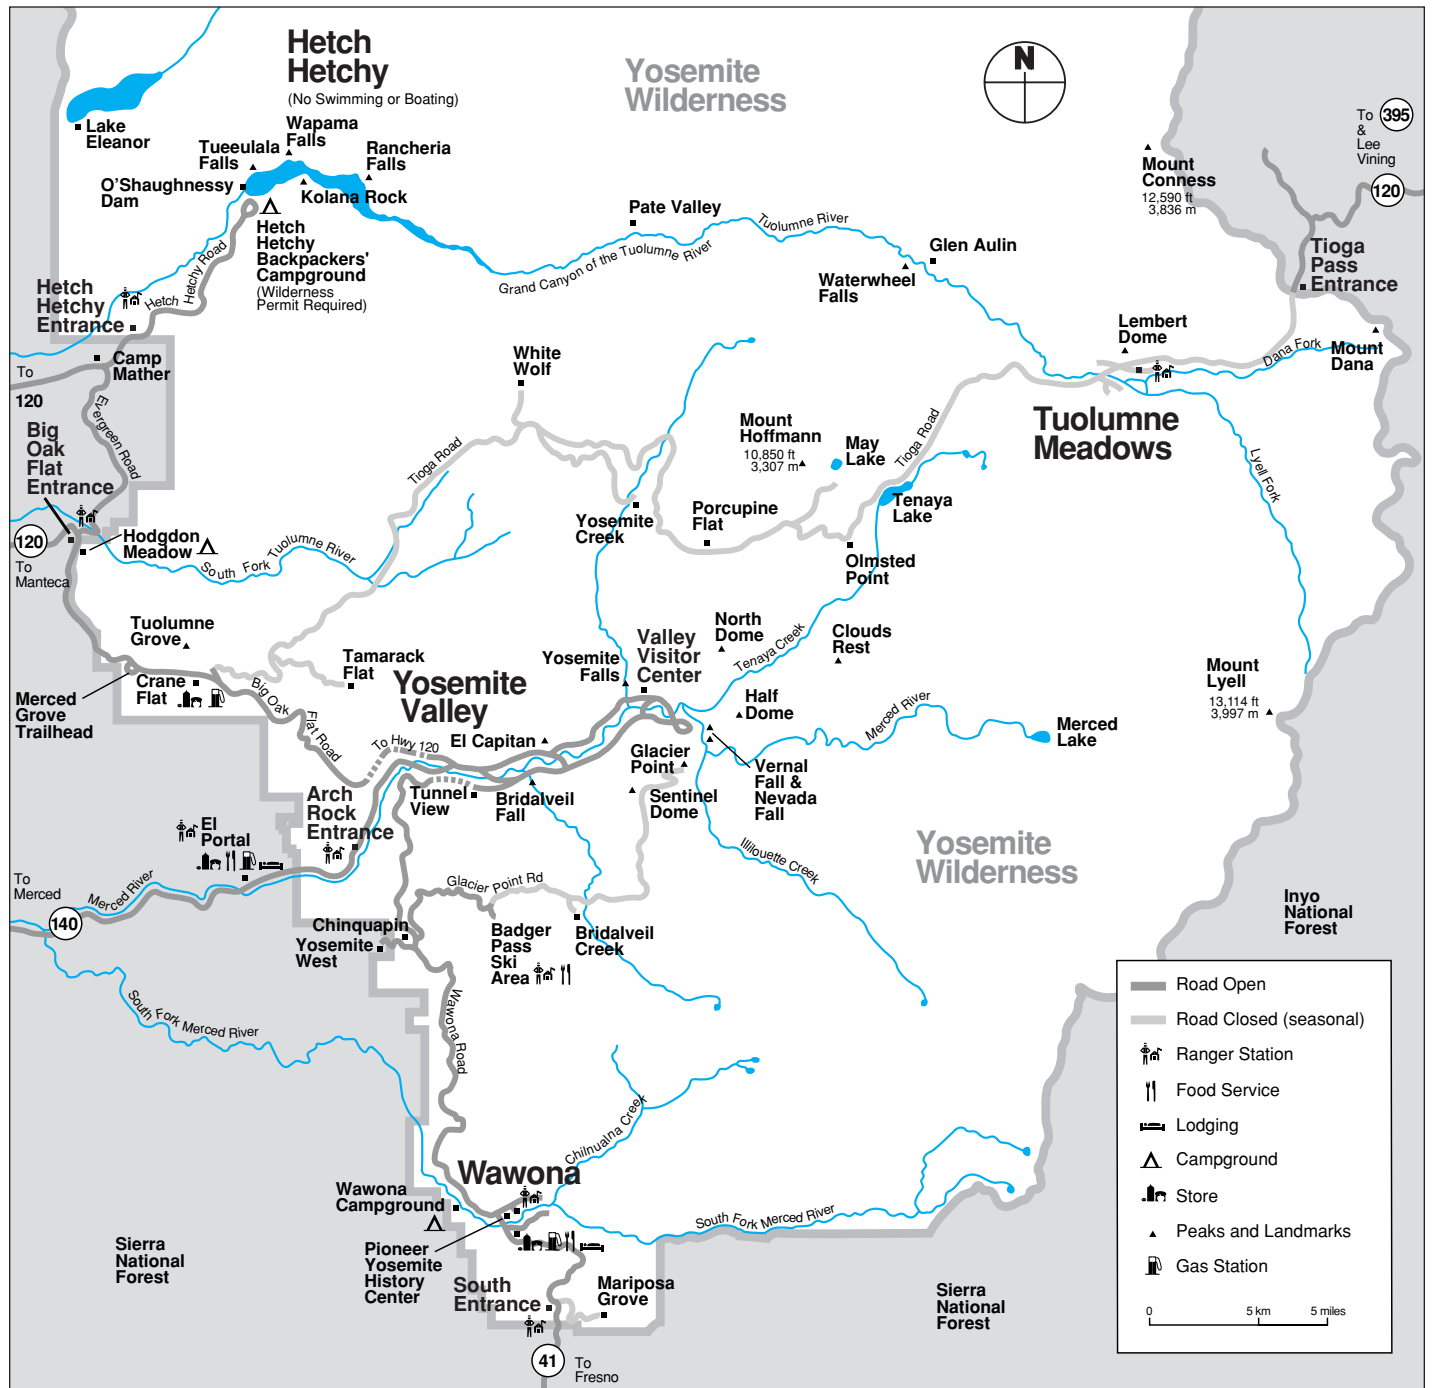 Hetch
Hetchy
(No Swimming or Boating)
Yosemite
Wilderness
N
To
395
&
Lee
Vining
120
Lake
Eleanor
Tueeulala
Falls
Wapama
Falls
Rancheria
Falls
O'Shaughnessy
Dam
Kolana Rock
Mount
Conness
12,590 ft
3,836 m
Hetch
Hetchy
Backpackers'
Campground
(Wilderness
Permit Required)
Pate Valley
Tuolumne River
Grand Canyon of the Tuolumne River
Glen Aulin
Waterwheel
Falls
Tioga
Pass
Entrance
Hetch
Hetchy
Entrance
Hetch Hetchy Road
Camp
Mather
To
120
Evergreen Road
White
Wolf
Lembert
Dome
Dana Fork
Mount
Dana
Tuolumne
Meadows
Big
Oak
Flat
Entrance
Tioga Road
Mount
Hoffmann
10,850 ft
3,307 m
May
Lake
Tioga Road
Tenaya
Lake
Lyell Fork
Yosemite
Creek
Porcupine
Flat
Olmsted
Point
120
To
Manteca
Hodgdon
Meadow
South Fork Tuolumne River
Tuolumne
Grove
Crane
Flat
Merced
Grove
Trailhead
Big Oak Flat Road
Tamarack
Flat
Yosemite
Valley
Yosemite
Falls
Valley
Visitor
Center
North
Dome
Tenaya Creek
Clouds
Rest
Half
Dome
Merced River
Merced
Lake
Mount
Lyell
13,114 ft
3,997 m
To Hwy 120
El Capitan
Glacier
Point
Vernal
Fall &
Nevada
Fall
Arch
Rock
Entrance
Tunnel
View
Bridalveil
Fall
Sentinel
Dome
El
Portal
Illilouette Creek
Yosemite
Wilderness
To
Merced
Merced River
140
Glacier Point Rd
Chinquapin
Yosemite
West
Badger
Pass
Ski
Area
Bridalveil
Creek
Inyo
National
Forest
South Fork Merced River
Wawona Road
Road Open
Road Closed (seasonal)
Ranger Station
Food Service
Lodging
Campground
Store
Peaks and Landmarks
Gas Station
0
5 km
5 miles
Chilnualna Creek
Wawona
Wawona
Campground
South Fork Merced River
Pioneer
Yosemite
History
Center
Sierra
National
Forest
South
Entrance
Mariposa
Grove
Sierra
National
Forest
41
To
Fresno